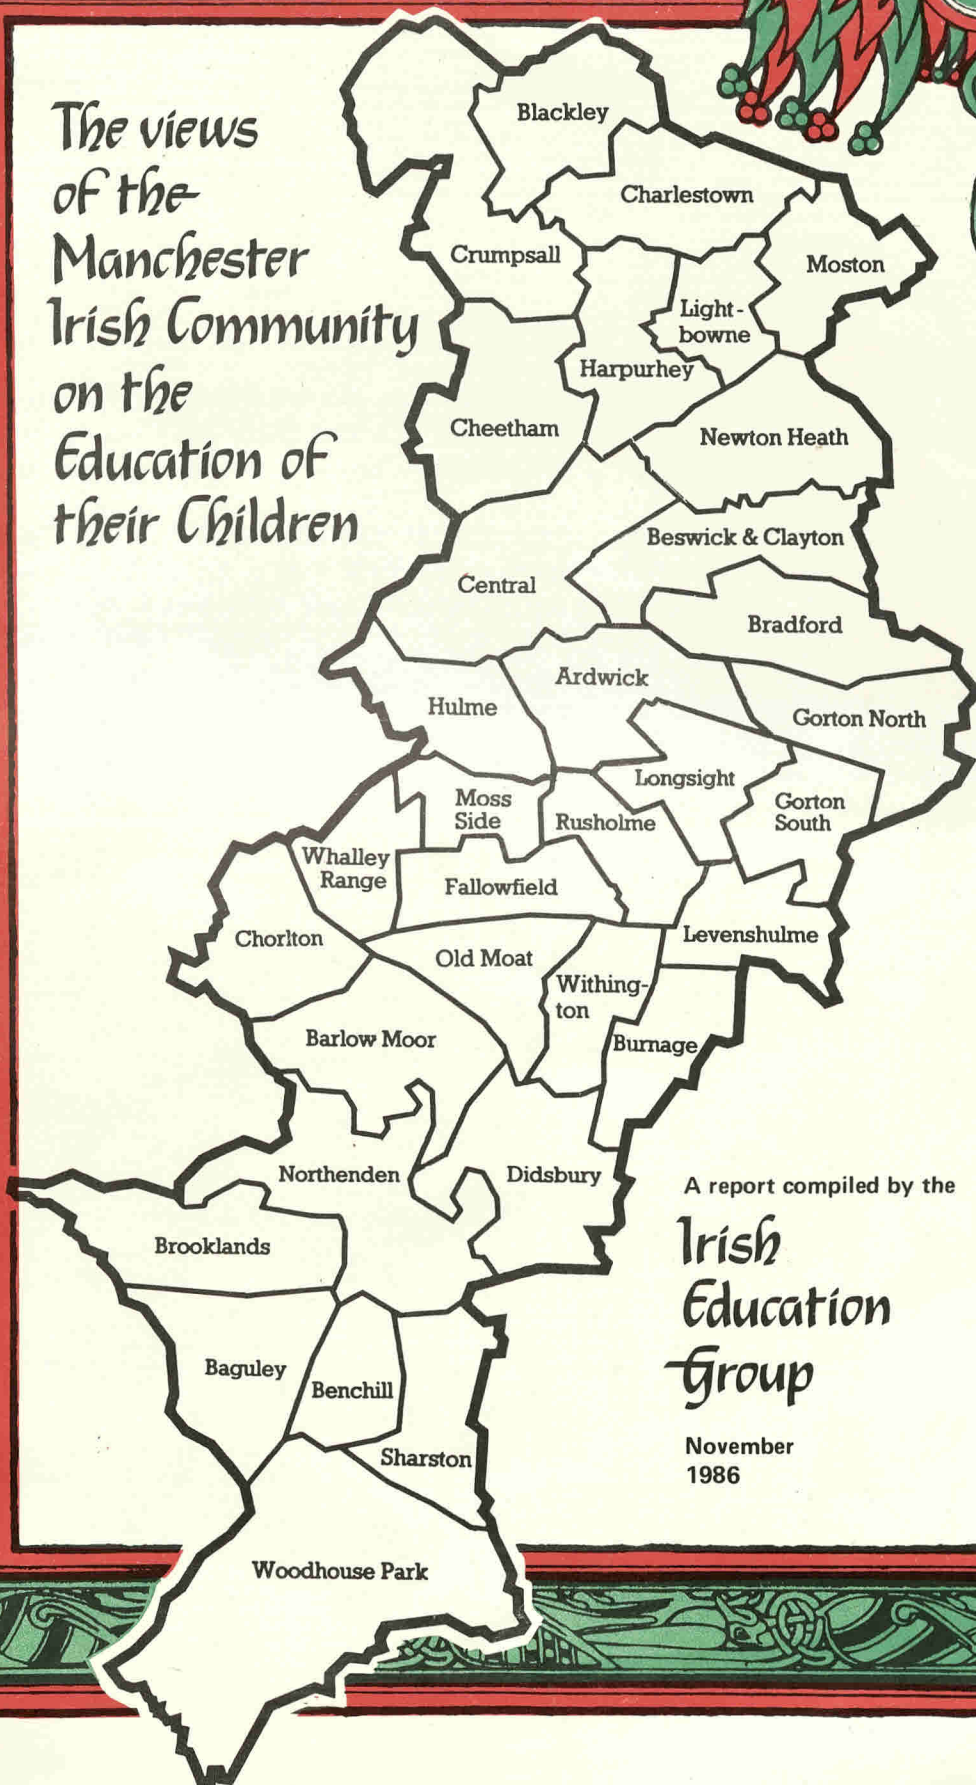 The views
of the
Manchester
Irish Community
on the
Education of
their Children
Blackley
Charlestown
Crumpsall
Moston
Light-
bowne
Harpurhey
Cheetham
Newton Heath
Beswick & Clayton
Central
Bradford
Ardwick
Hulme
Gorton North
Longsight
Moss
Side
Rusholme
Gorton
South
Whalley
Range
Fallowfield
Chorlton
Levenshulme
Old Moat
Withing-
ton
Barlow Moor
Burnage
Northenden
Didsbury
Brooklands
Baguley
Benchill
Sharston
Woodhouse Park
A report compiled by the
Irish
Education
Group
November
1986